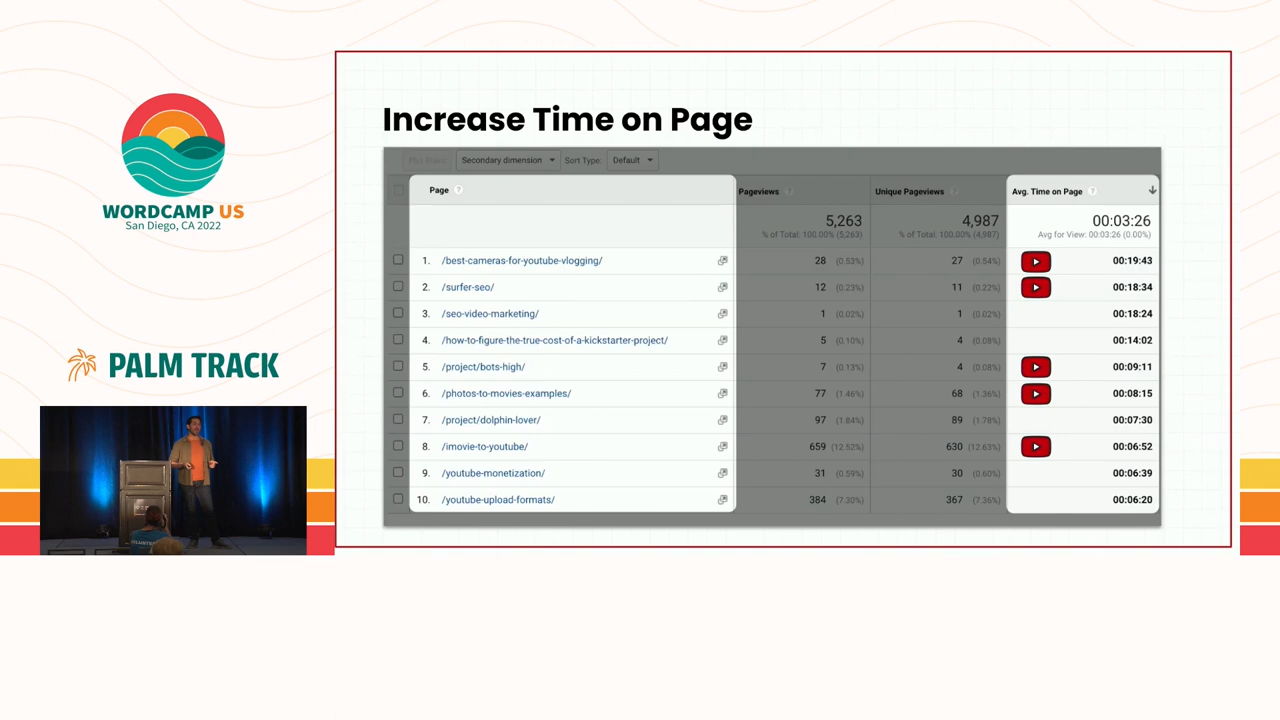 WORDCAMP US
San Diego, CA 2022
PALM TRACK
Increase Time on Page
Plot Rows Secondary dimension Sort Type: Default
Page Pageviews Unique Pageviews Avg. Time on Page
5,263 4,987 00:03:26
% of Total: 100.00% (5,263) % of Total: 100.00% (4,987) Avg for View: 00:03:26 (0.00%)
1. /best-cameras-for-youtube-vlogging/ 28 (0.53%) 27 (0.54%) 00:19:43
2. /surfer-seo/ 12 (0.23%) 11 (0.22%) 00:18:34
3. /seo-video-marketing/ 1 (0.02%) 1 (0.02%) 00:18:24
4. /how-to-figure-the-true-cost-of-a-kickstarter-project/ 5 (0.10%) 4 (0.08%) 00:14:02
5. /project/bots-high/ 7 (0.13%) 4 (0.08%) 00:09:11
6. /photos-to-movies-examples/ 77 (1.46%) 68 (1.36%) 00:08:15
7. /project/dolphin-lover/ 97 (1.84%) 89 (1.78%) 00:07:30
8. /imovie-to-youtube/ 659 (12.52%) 630 (12.63%) 00:06:52
9. /youtube-monetization/ 31 (0.59%) 30 (0.60%) 00:06:39
10. /youtube-upload-formats/ 384 (7.30%) 367 (7.36%) 00:06:20